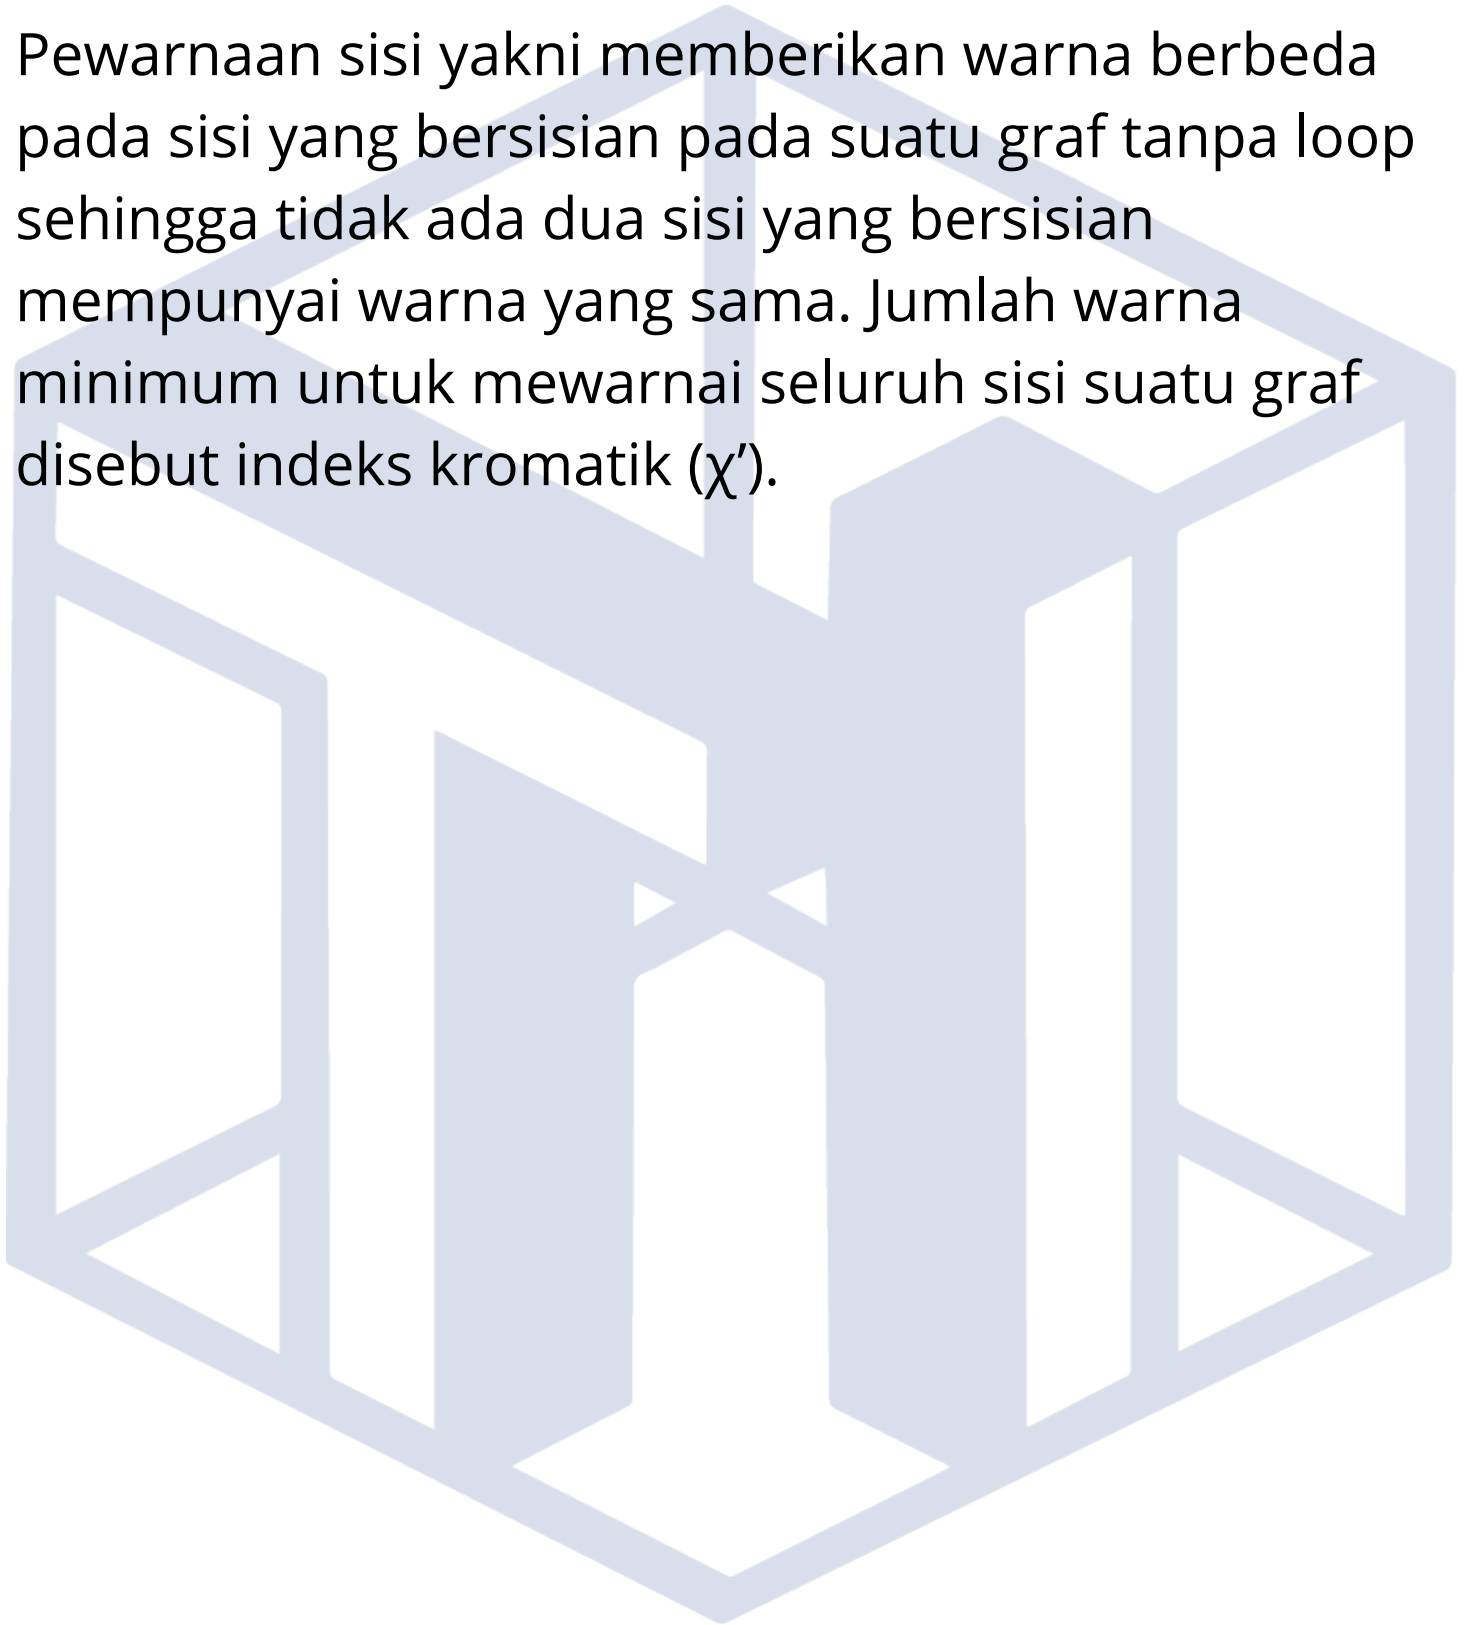 Pewarnaan sisi yakni memberikan warna berbeda
pada sisi yang bersisian pada suatu graf tanpa loop
sehingga tidak ada dua sisi yang bersisian
mempunyai warna yang sama. Jumlah warna
minimum untuk mewarnai seluruh sisi suatu graf
disebut indeks kromatik (χ’).